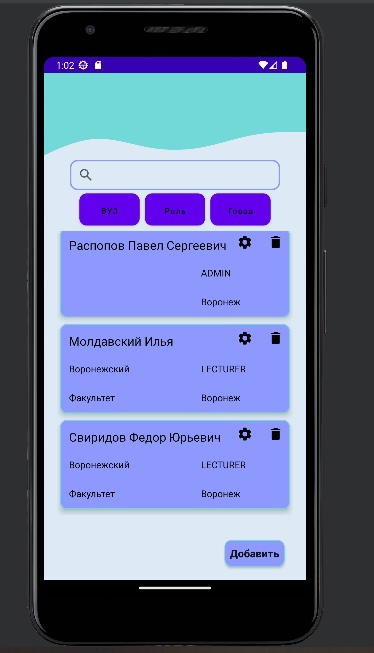 1:02
ВУЗ Роль Город
Распопов Павел Сергеевич
ADMIN
Воронеж
Молдавский Илья
Воронежский LECTURER
Факультет Воронеж
Свиридов Федор Юрьевич
Воронежский LECTURER
Факультет Воронеж
Добавить